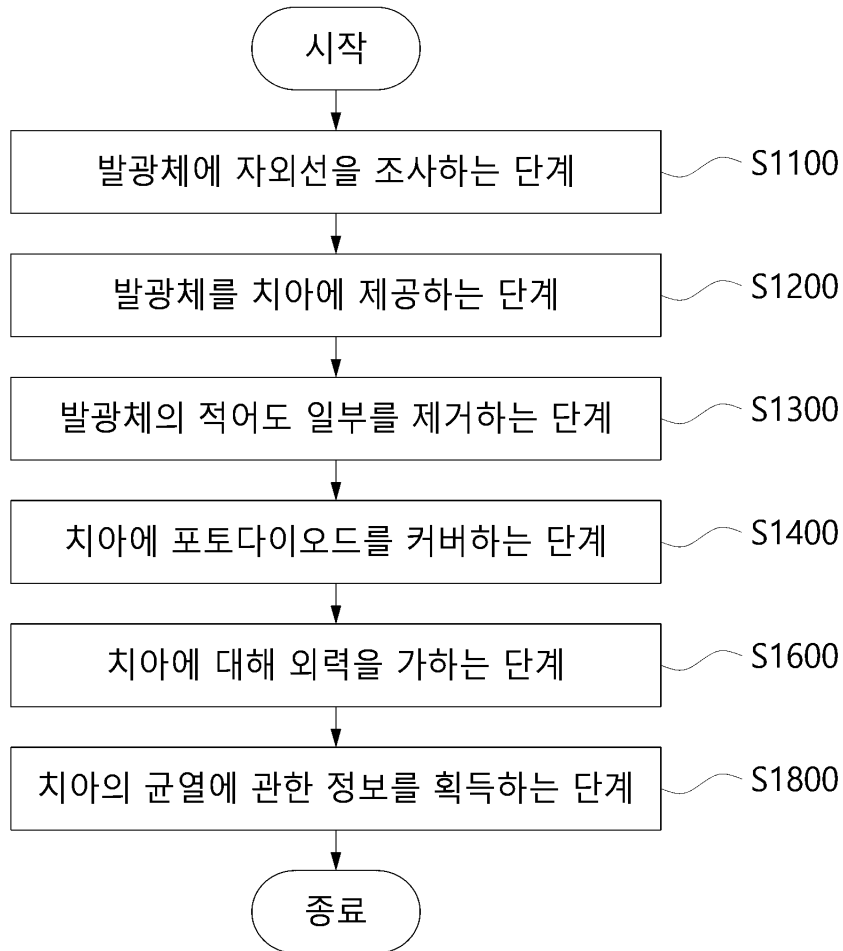 시작
발광체에 자외선을 조사하는 단계 S1100
발광체를 치아에 제공하는 단계 S1200
발광체의 적어도 일부를 제거하는 단계 S1300
치아에 포토다이오드를 커버하는 단계 S1400
치아에 대해 외력을 가하는 단계 S1600
치아의 균열에 관한 정보를 획득하는 단계 S1800
종료